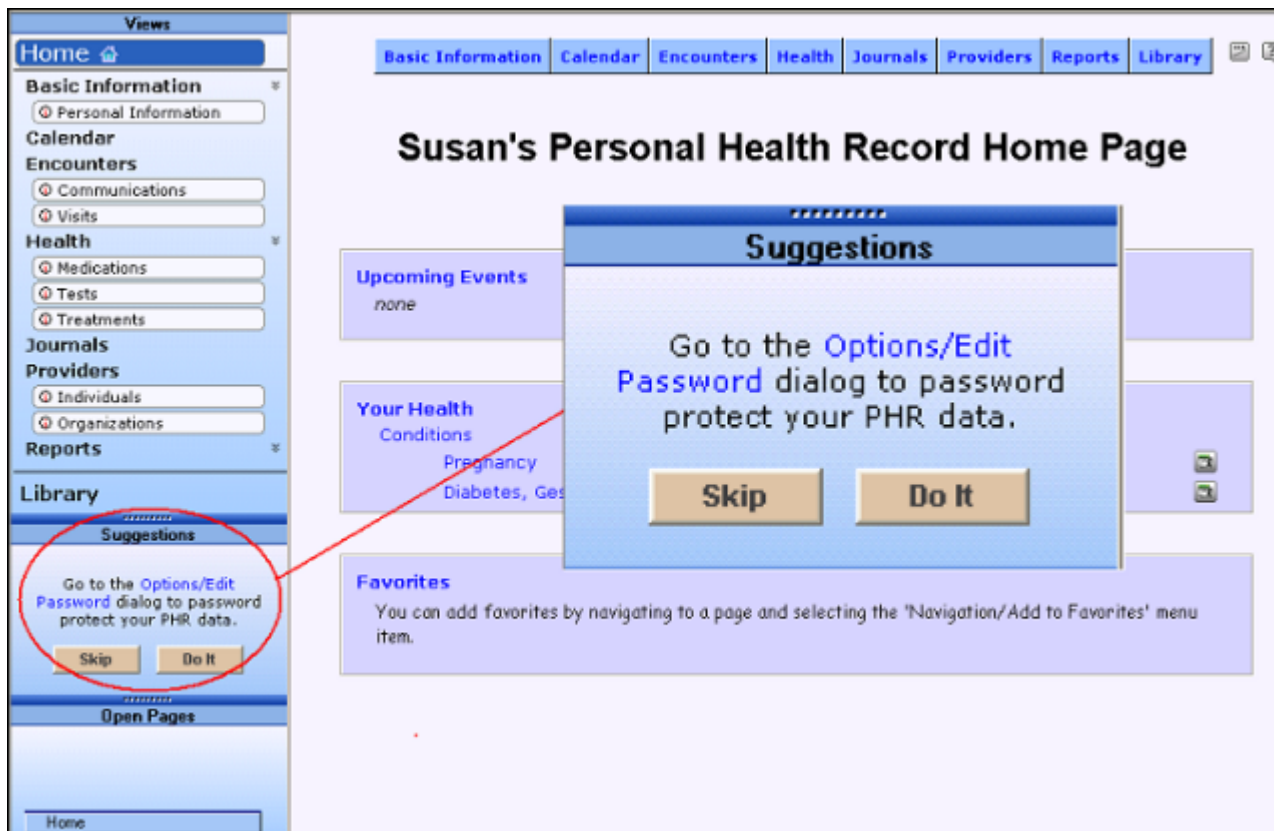 Views
Home
Basic Information
Personal Information
Calendar
Encounters
Communications
Visits
Health
Medications
Tests
Treatments
Journals
Providers
Individuals
Organizations
Reports
Library
Suggestions
Go to the Options/Edit
Password dialog to password
protect your PHR data.
Skip Do It
Open Pages
Home
Basic Information Calendar Encounters Health Journals Providers Reports Library
Susan's Personal Health Record Home Page
Upcoming Events
none
Your Health
Conditions
Pregnancy
Diabetes, Ges
Favorites
You can add favorites by navigating to a page and selecting the 'Navigation/Add to Favorites' menu
item.
Suggestions
Go to the Options/Edit
Password dialog to password
protect your PHR data.
Skip Do It